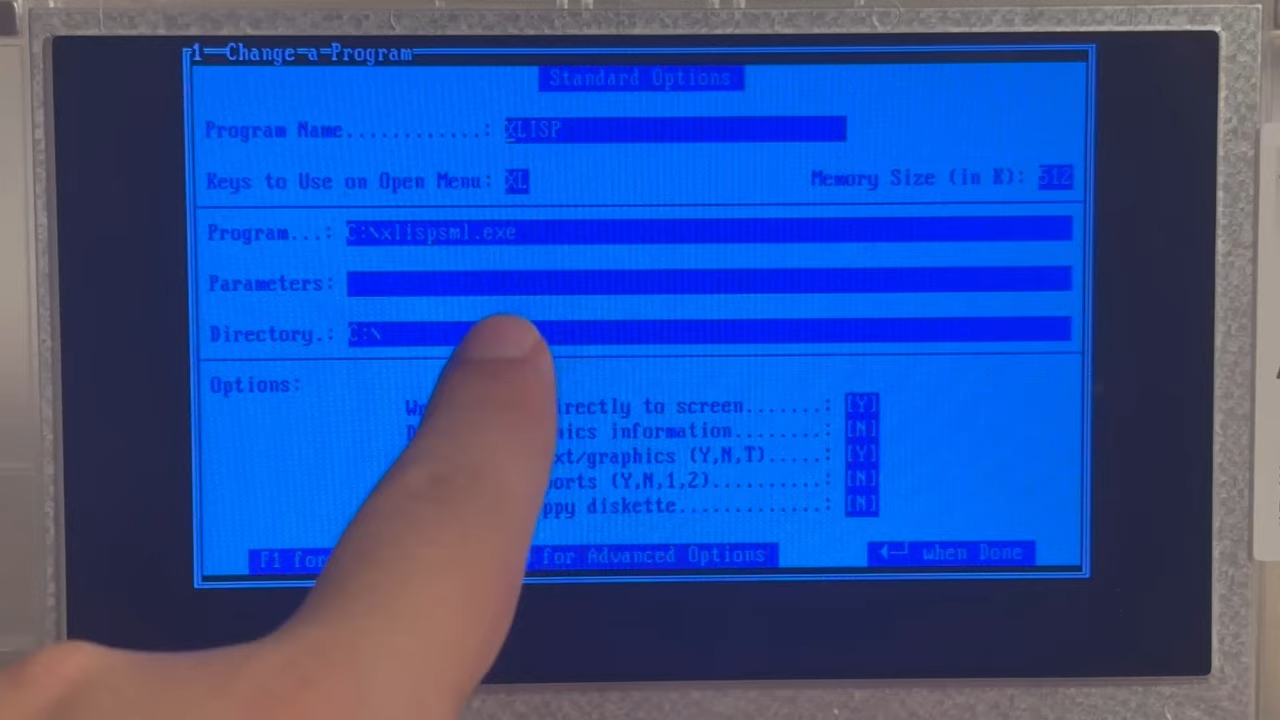 1 Change a Program
Standard Options
Program Name............: XLISP
Keys to Use on Open Menu: XL Memory Size (in K): 512
Program...: C:\xlispsml.exe
Parameters:
Directory.: C:\
Options:
irectly to screen.......: [Y]
ics information........: [N]
xt/graphics (Y,N,T).....: [Y]
orts (Y,N,1,2)..........: [N]
ppy diskette............: [N]
F1 for for Advanced Options ◄─┘ when Done